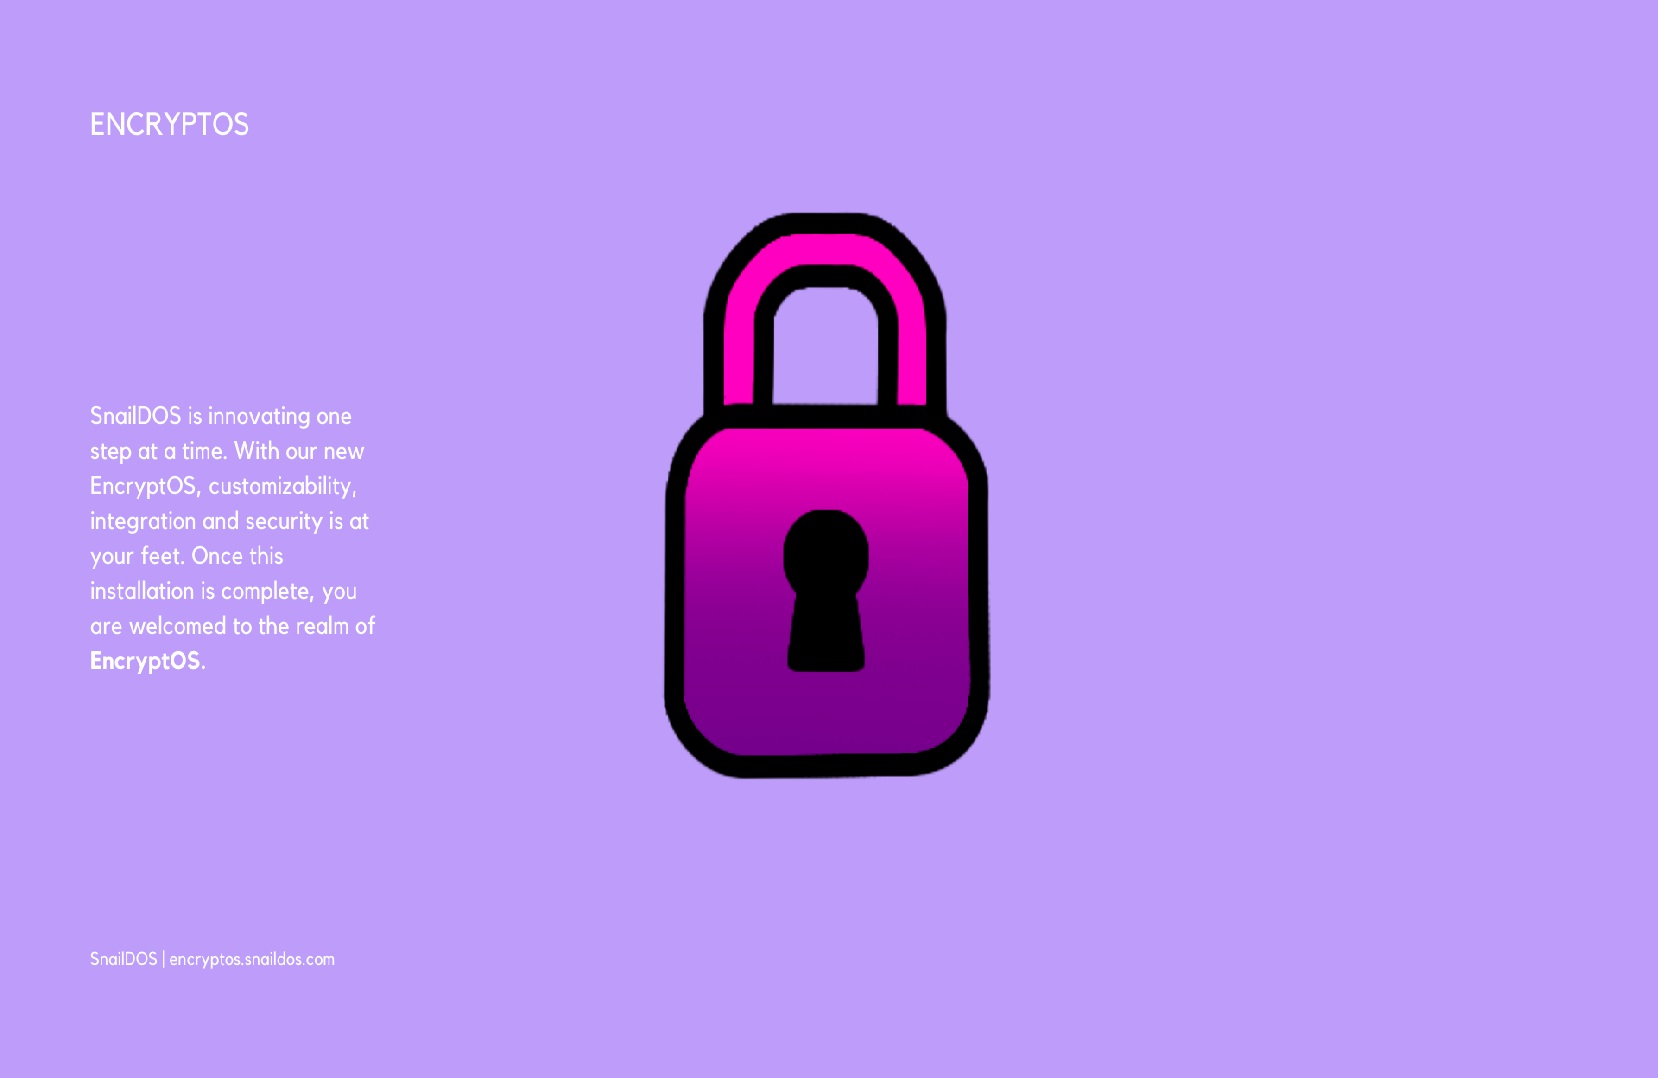 ENCRYPTOS
SnailDOS is innovating one
step at a time. With our new
EncryptOS, customizability,
integration and security is at
your feet. Once this
installation is complete, you
are welcomed to the realm of
EncryptOS.
SnailDOS | encryptos.snaildos.com